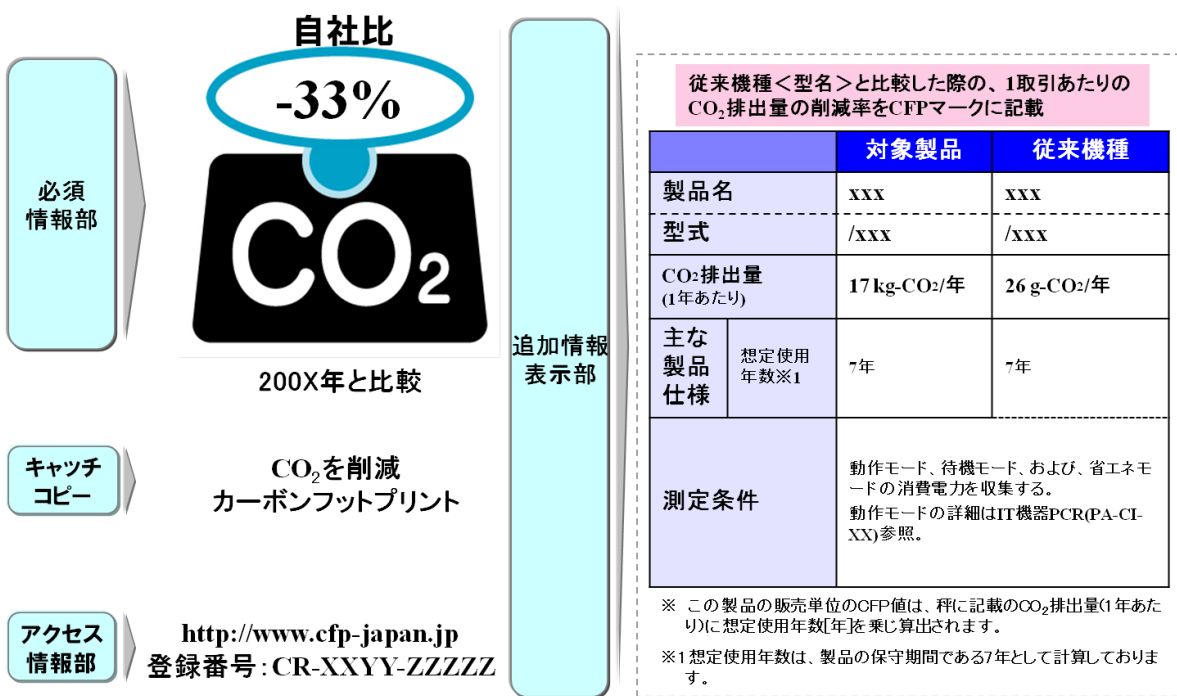 自社比
-33%
CO2
200X年と比較
必須
情報部
キャッチ
コピー
CO2を削減
カーボンフットプリント
アクセス
情報部
http://www.cfp-japan.jp
登録番号：CR-XXYY-ZZZZZ
追加情報
表示部
従来機種＜型名＞と比較した際の、1取引あたりの
CO2排出量の削減率をCFPマークに記載
対象製品 従来機種
製品名 xxx xxx
型式 /xxx /xxx
CO2排出量
(1年あたり)
17 kg-CO2/年 26 g-CO2/年
主な
製品
仕様
想定使用
年数※1
7年 7年
測定条件
動作モード、待機モード、および、省エネモ
ードの消費電力を収集する。
動作モードの詳細はIT機器PCR(PA-CI-
XX)参照。
※ この製品の販売単位のCFP値は、秤に記載のCO2排出量(1年あた
り)に想定使用年数[年]を乗じ算出されます。
※1 想定使用年数は、製品の保守期間である7年として計算しておりま
す。